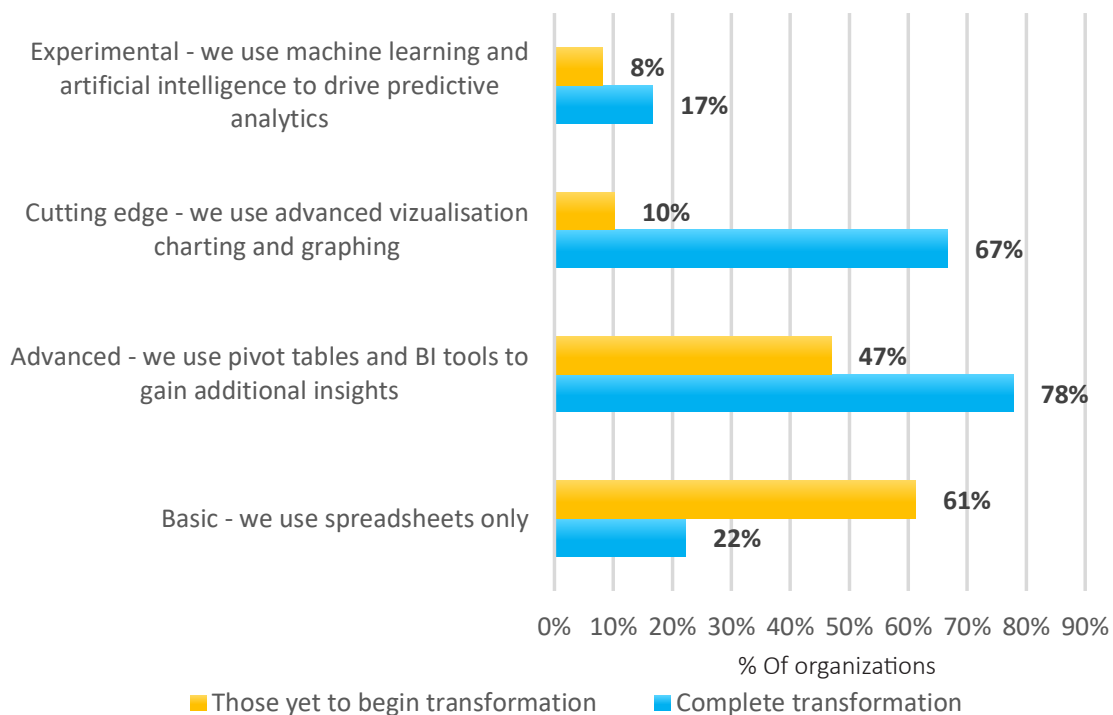 Experimental - we use machine learning and
artificial intelligence to drive predictive
analytics
8%
17%
Cutting edge - we use advanced vizualisation
charting and graphing
10%
67%
Advanced - we use pivot tables and BI tools to
gain additional insights
47%
78%
Basic - we use spreadsheets only
61%
22%
0% 10% 20% 30% 40% 50% 60% 70% 80% 90%
% Of organizations
Those yet to begin transformation Complete transformation